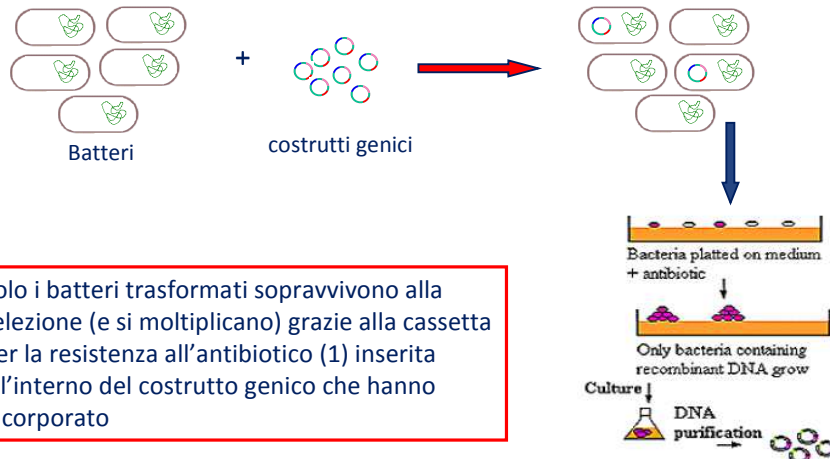 +
Batteri
costrutti genici
Bacteria platted on medium
+ antibiotic
olo i batteri trasformati sopravvivono alla
elezione (e si moltiplicano) grazie alla cassetta
er la resistenza all'antibiotico (1) inserita
ll'interno del costrutto genico che hanno
corporato
Only bacteria containing
recombinant DNA grow
Culture
DNA
purification